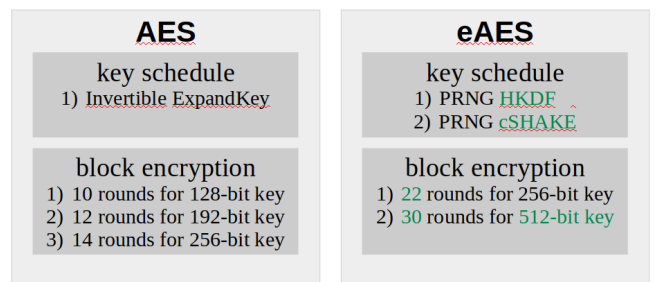 AES
key schedule
1) Invertible ExpandKey
block encryption
1) 10 rounds for 128-bit key
2) 12 rounds for 192-bit key
3) 14 rounds for 256-bit key
eAES
key schedule
1) PRNG HKDF
2) PRNG cSHAKE
block encryption
1) 22 rounds for 256-bit key
2) 30 rounds for 512-bit key